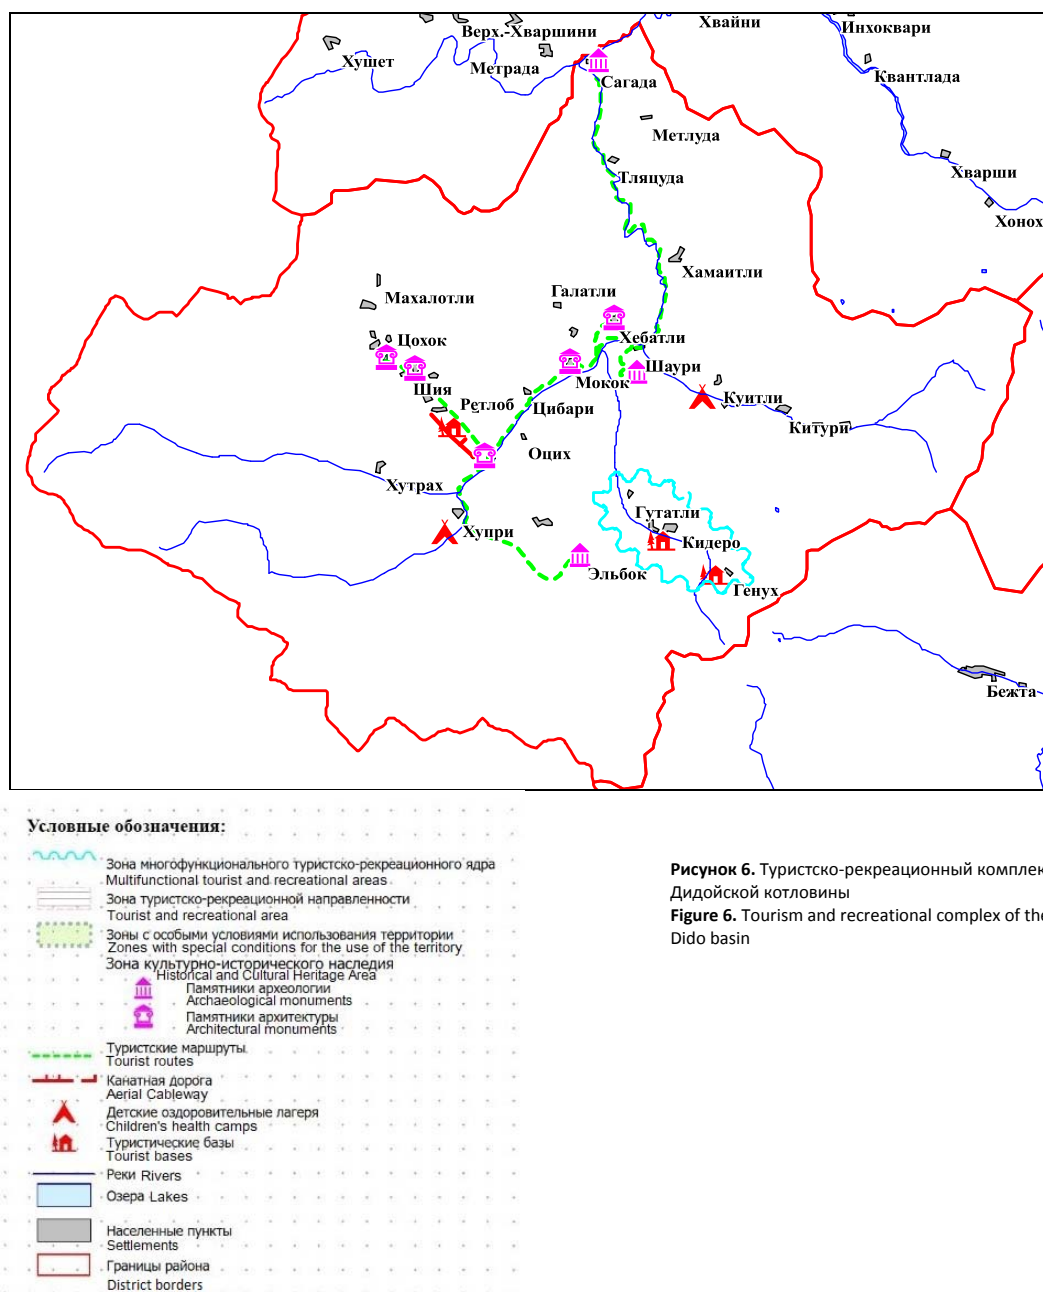 Хвайни
Инхоквари
Верх.-Хваршини
Хушет
Метрада
Квантлада
Сагада
Метлуда
Хварши
Тляцуда
Хонох
Хамаитли
Махалотли
Галатли
Цохок
Хебатли
Шаури
Шия
Мокок
Куитли
Ретлоб
Цибари
Китури
Оцих
Хутрах
Гутатли
Хупри
Кидеро
Эльбок
Генух
Бежта
Условные обозначения:
Зона многофункционального туристско-рекреационного ядра
Multifunctional tourist and recreational areas
Зона туристско-рекреационной направленности
Tourist and recreational area
Зоны с особыми условиями использования территории
Zones with special conditions for the use of the territory
Зона культурно-исторического наследия
Historical and Cultural Heritage Area
Памятники археологии
Archaeological monuments
Памятники архитектуры
Architectural monuments
Туристские маршруты
Tourist routes
Канатная дорога
Aerial Cableway
Детские оздоровительные лагеря
Children's health camps
Туристические базы
Tourist bases
Реки Rivers
Озера Lakes
Населенные пункты
Settlements
Границы района
District borders
Рисунок 6. Туристско-рекреационный комплек
Дидойской котловины
Figure 6. Tourism and recreational complex of the
Dido basin